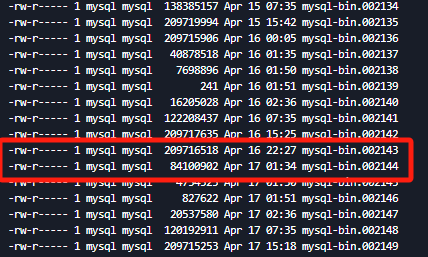 -rw-r----- 1 mysql mysql 138385157 Apr 15 07:35 mysql-bin.002134
-rw-r----- 1 mysql mysql 209719994 Apr 15 15:42 mysql-bin.002135
-rw-r----- 1 mysql mysql 209715906 Apr 16 00:05 mysql-bin.002136
-rw-r----- 1 mysql mysql 40878518 Apr 16 01:35 mysql-bin.002137
-rw-r----- 1 mysql mysql 7698896 Apr 16 01:50 mysql-bin.002138
-rw-r----- 1 mysql mysql 241 Apr 16 01:51 mysql-bin.002139
-rw-r----- 1 mysql mysql 16205028 Apr 16 02:36 mysql-bin.002140
-rw-r----- 1 mysql mysql 122208437 Apr 16 07:35 mysql-bin.002141
-rw-r----- 1 mysql mysql 209717635 Apr 16 15:25 mysql-bin.002142
-rw-r----- 1 mysql mysql 209716518 Apr 16 22:27 mysql-bin.002143
-rw-r----- 1 mysql mysql 84100902 Apr 17 01:34 mysql-bin.002144
-rw-r----- 1 mysql mysql Apr 17 mysql-bin.002145
-rw-r----- 1 mysql mysql 827622 Apr 17 01:51 mysql-bin.002146
-rw-r----- 1 mysql mysql 20537580 Apr 17 02:36 mysql-bin.002147
-rw-r----- 1 mysql mysql 120192911 Apr 17 07:35 mysql-bin.002148
-rw-r----- 1 mysql mysql 209715253 Apr 17 15:18 mysql-bin.002149